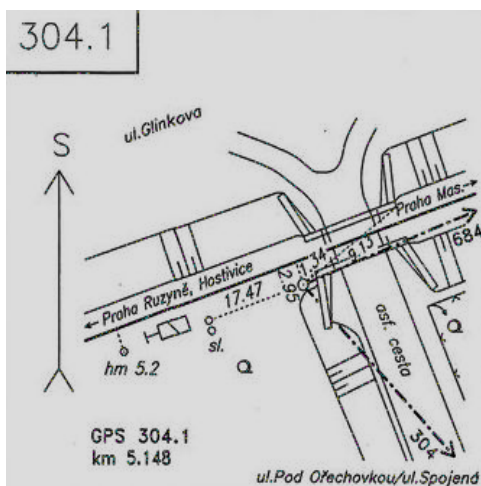 304.1
ul.Glinkova
S
Praha Mas.
684
9.13
1.34
2.95
Praha Ruzyně, Hostivice
17.47
sl.
hm 5.2
asf. cesta
304
GPS 304.1
km 5.148
ul.Pod Ořechovkou/ul.Spojená